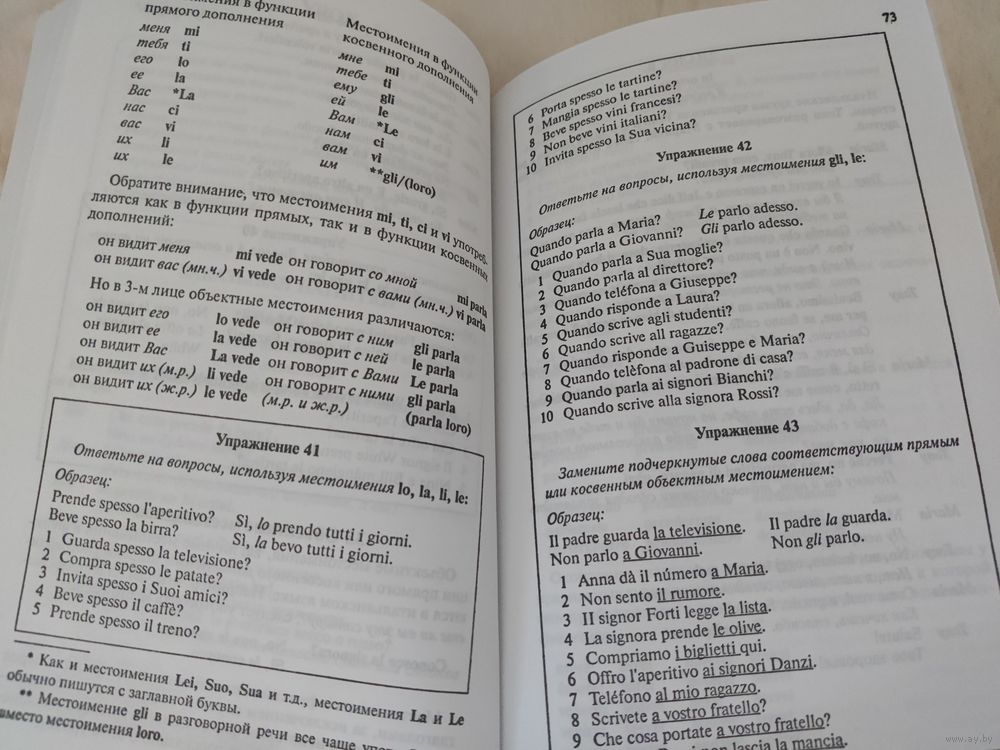 в функции
прямого дополнения
меня mi
тебя ti
его lo
ее la
Вас *La
нас ci
вас vi
их li
их le
Местоимения в функции
косвенного дополнения
мне mi
тебе ti
ему gli
ей le
Вам *Le
нам ci
вам vi
им **gli/(loro)
Обратите внимание, что местоимения mi, ti, ci и vi употреб-
ляются как в функции прямых, так и в функции косвенных
дополнений:
он видит меня mi vede он говорит со мной mi parla
он видит вас (мн.ч.) vi vede он говорит с вами (мн.ч.) vi parla
Но в 3-м лице объектные местоимения различаются:
он видит его lo vede он говорит с ним gli parla
он видит ее la vede он говорит с ней le parla
он видит Вас La vede он говорит с Вами Le parla
он видит их (м.р.) li vede он говорит с ними gli parla
он видит их (ж.р.) le vede (м.р. и ж.р.) (parla loro)
Упражнение 41
Ответьте на вопросы, используя местоимения lo, la, li, le:
Образец:
Prende spesso l'aperitivo? Sì, lo prendo tutti i giorni.
Beve spesso la birra? Sì, la bevo tutti i giorni.
1 Guarda spesso la televisione?
2 Compra spesso le patate?
3 Invita spesso i Suoi amici?
4 Beve spesso il caffè?
5 Prende spesso il treno?
* Как и местоимения Lei, Suo, Sua и т.д., местоимения La и Le
обычно пишутся с заглавной буквы.
** Местоимение gli в разговорной речи все чаще
вместо местоимения loro.
73
6 Porta spesso le tartine?
7 Mangia spesso le tartine?
8 Beve spesso vini francesi?
9 Non beve vini italiani?
10 Invita spesso la Sua vicina?
Упражнение 42
Ответьте на вопросы, используя местоимения gli, le:
Образец:
Quando parla a Maria? Le parlo adesso.
Quando parla a Giovanni? Gli parlo adesso.
1 Quando parla a Sua moglie?
2 Quando parla al direttore?
3 Quando teléfona a Giuseppe?
4 Quando risponde a Laura?
5 Quando scrive agli studenti?
6 Quando scrive all ragazze?
7 Quando risponde a Guiseppe e Maria?
8 Quando telèfona al padrone di casa?
9 Quando parla ai signori Bianchi?
10 Quando scrive alla signora Rossi?
Упражнение 43
Замените подчеркнутые слова соответствующим прямым
или косвенным объектным местоимением:
Образец:
Il padre guarda la televisione. Il padre la guarda.
Non parlo a Giovanni. Non gli parlo.
1 Anna dà il número a Maria.
2 Non sento il rumore.
3 II signor Forti legge la lista.
4 La signora prende le olive.
5 Compriamo i biglietti qui.
6 Offro l'aperitivo ai signori Danzi.
7 Teléfono al mio ragazzo.
8 Scrivete a vostro fratello?
9 Che cosa portate a vostro fratello?
non lascia la mancia.
www.ay.by